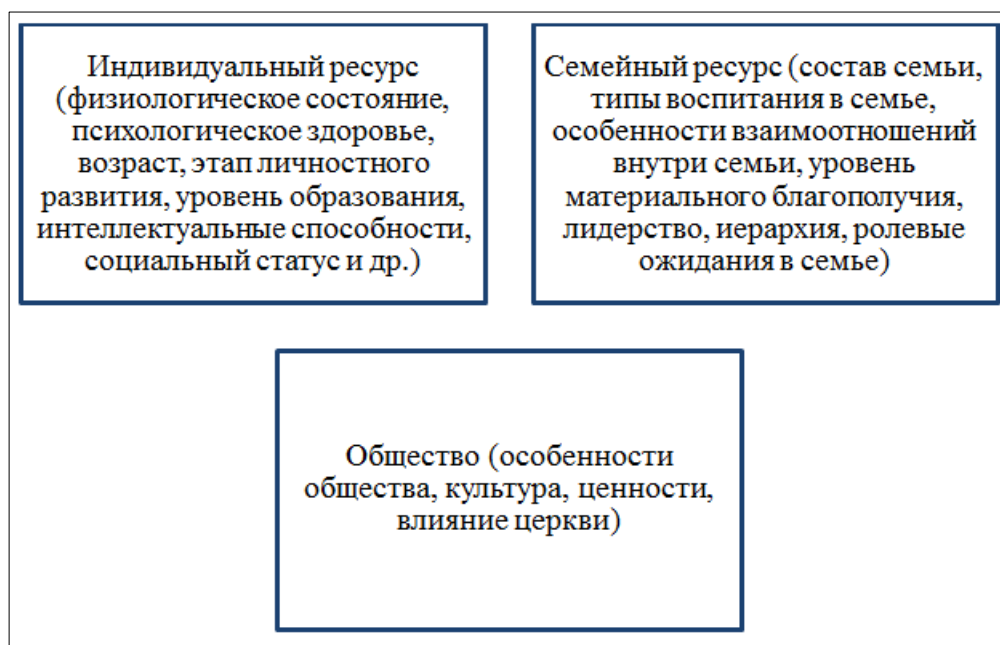 Индивидуальный ресурс
(физиологическое состояние,
психологическое здоровье,
возраст, этап личностного
развития, уровень образования,
интеллектуальные способности,
социальный статус и др.)
Семейный ресурс (состав семьи,
типы воспитания в семье,
особенности взаимоотношений
внутри семьи, уровень
материального благополучия,
лидерство, иерархия, ролевые
ожидания в семье)
Общество (особенности
общества, культура, ценности,
влияние церкви)